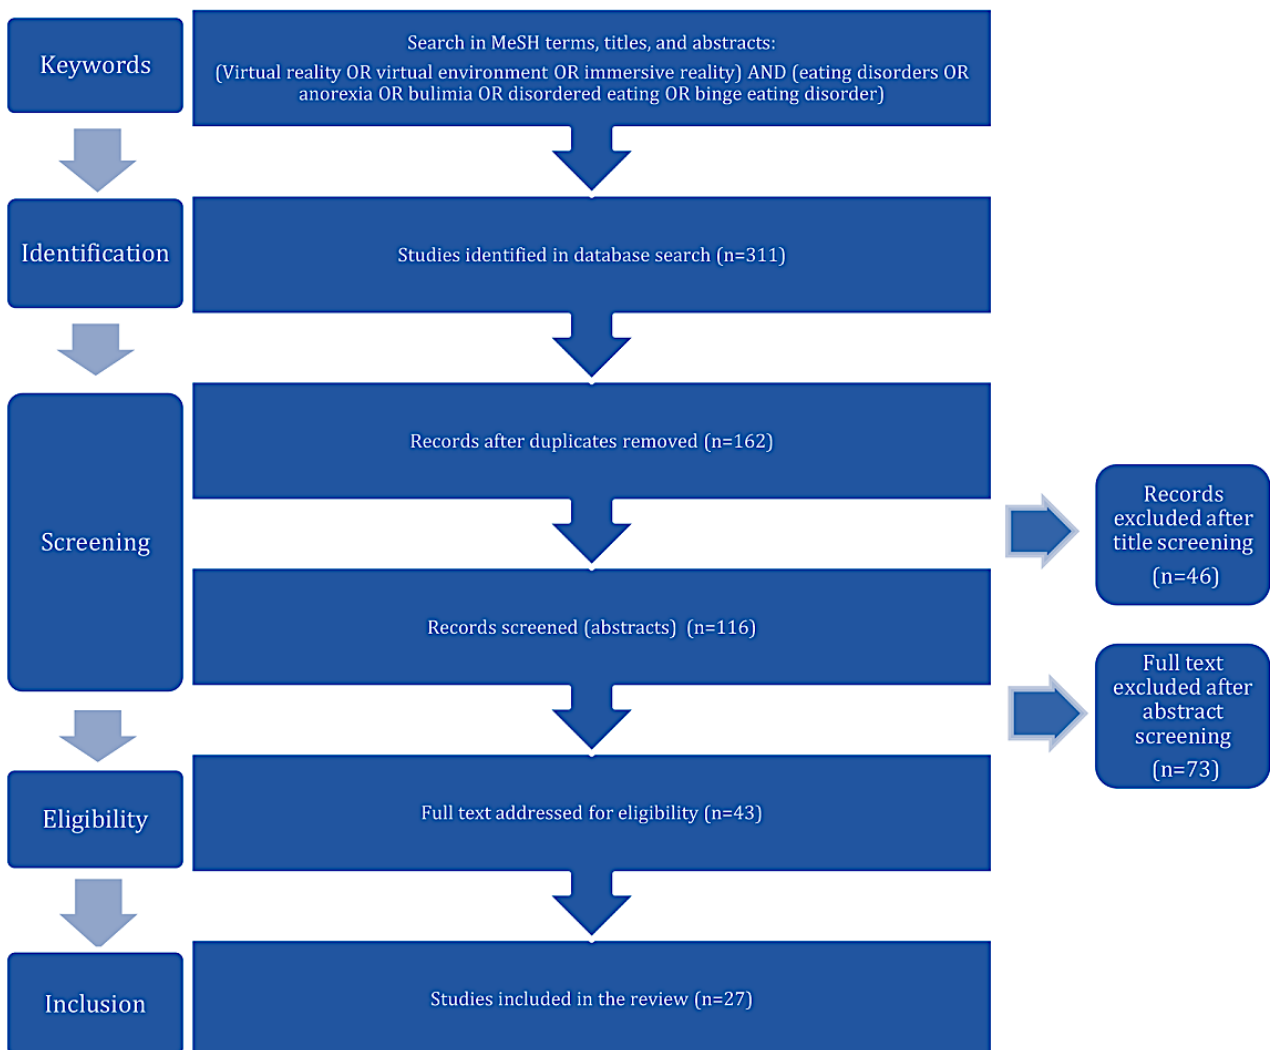 Keywords
Search in MeSH terms, titles, and abstracts:
(Virtual reality OR virtual environment OR immersive reality) AND (eating disorders OR
anorexia OR bulimia OR disordered eating OR binge eating disorder)
Identification
Studies identified in database search (n=311)
Screening
Records after duplicates removed (n=162)
Records
excluded after
title screening
(n=46)
Records screened (abstracts) (n=116)
Full text
excluded after
abstract
screening
(n=73)
Eligibility
Full text addressed for eligibility (n=43)
Inclusion
Studies included in the review (n=27)